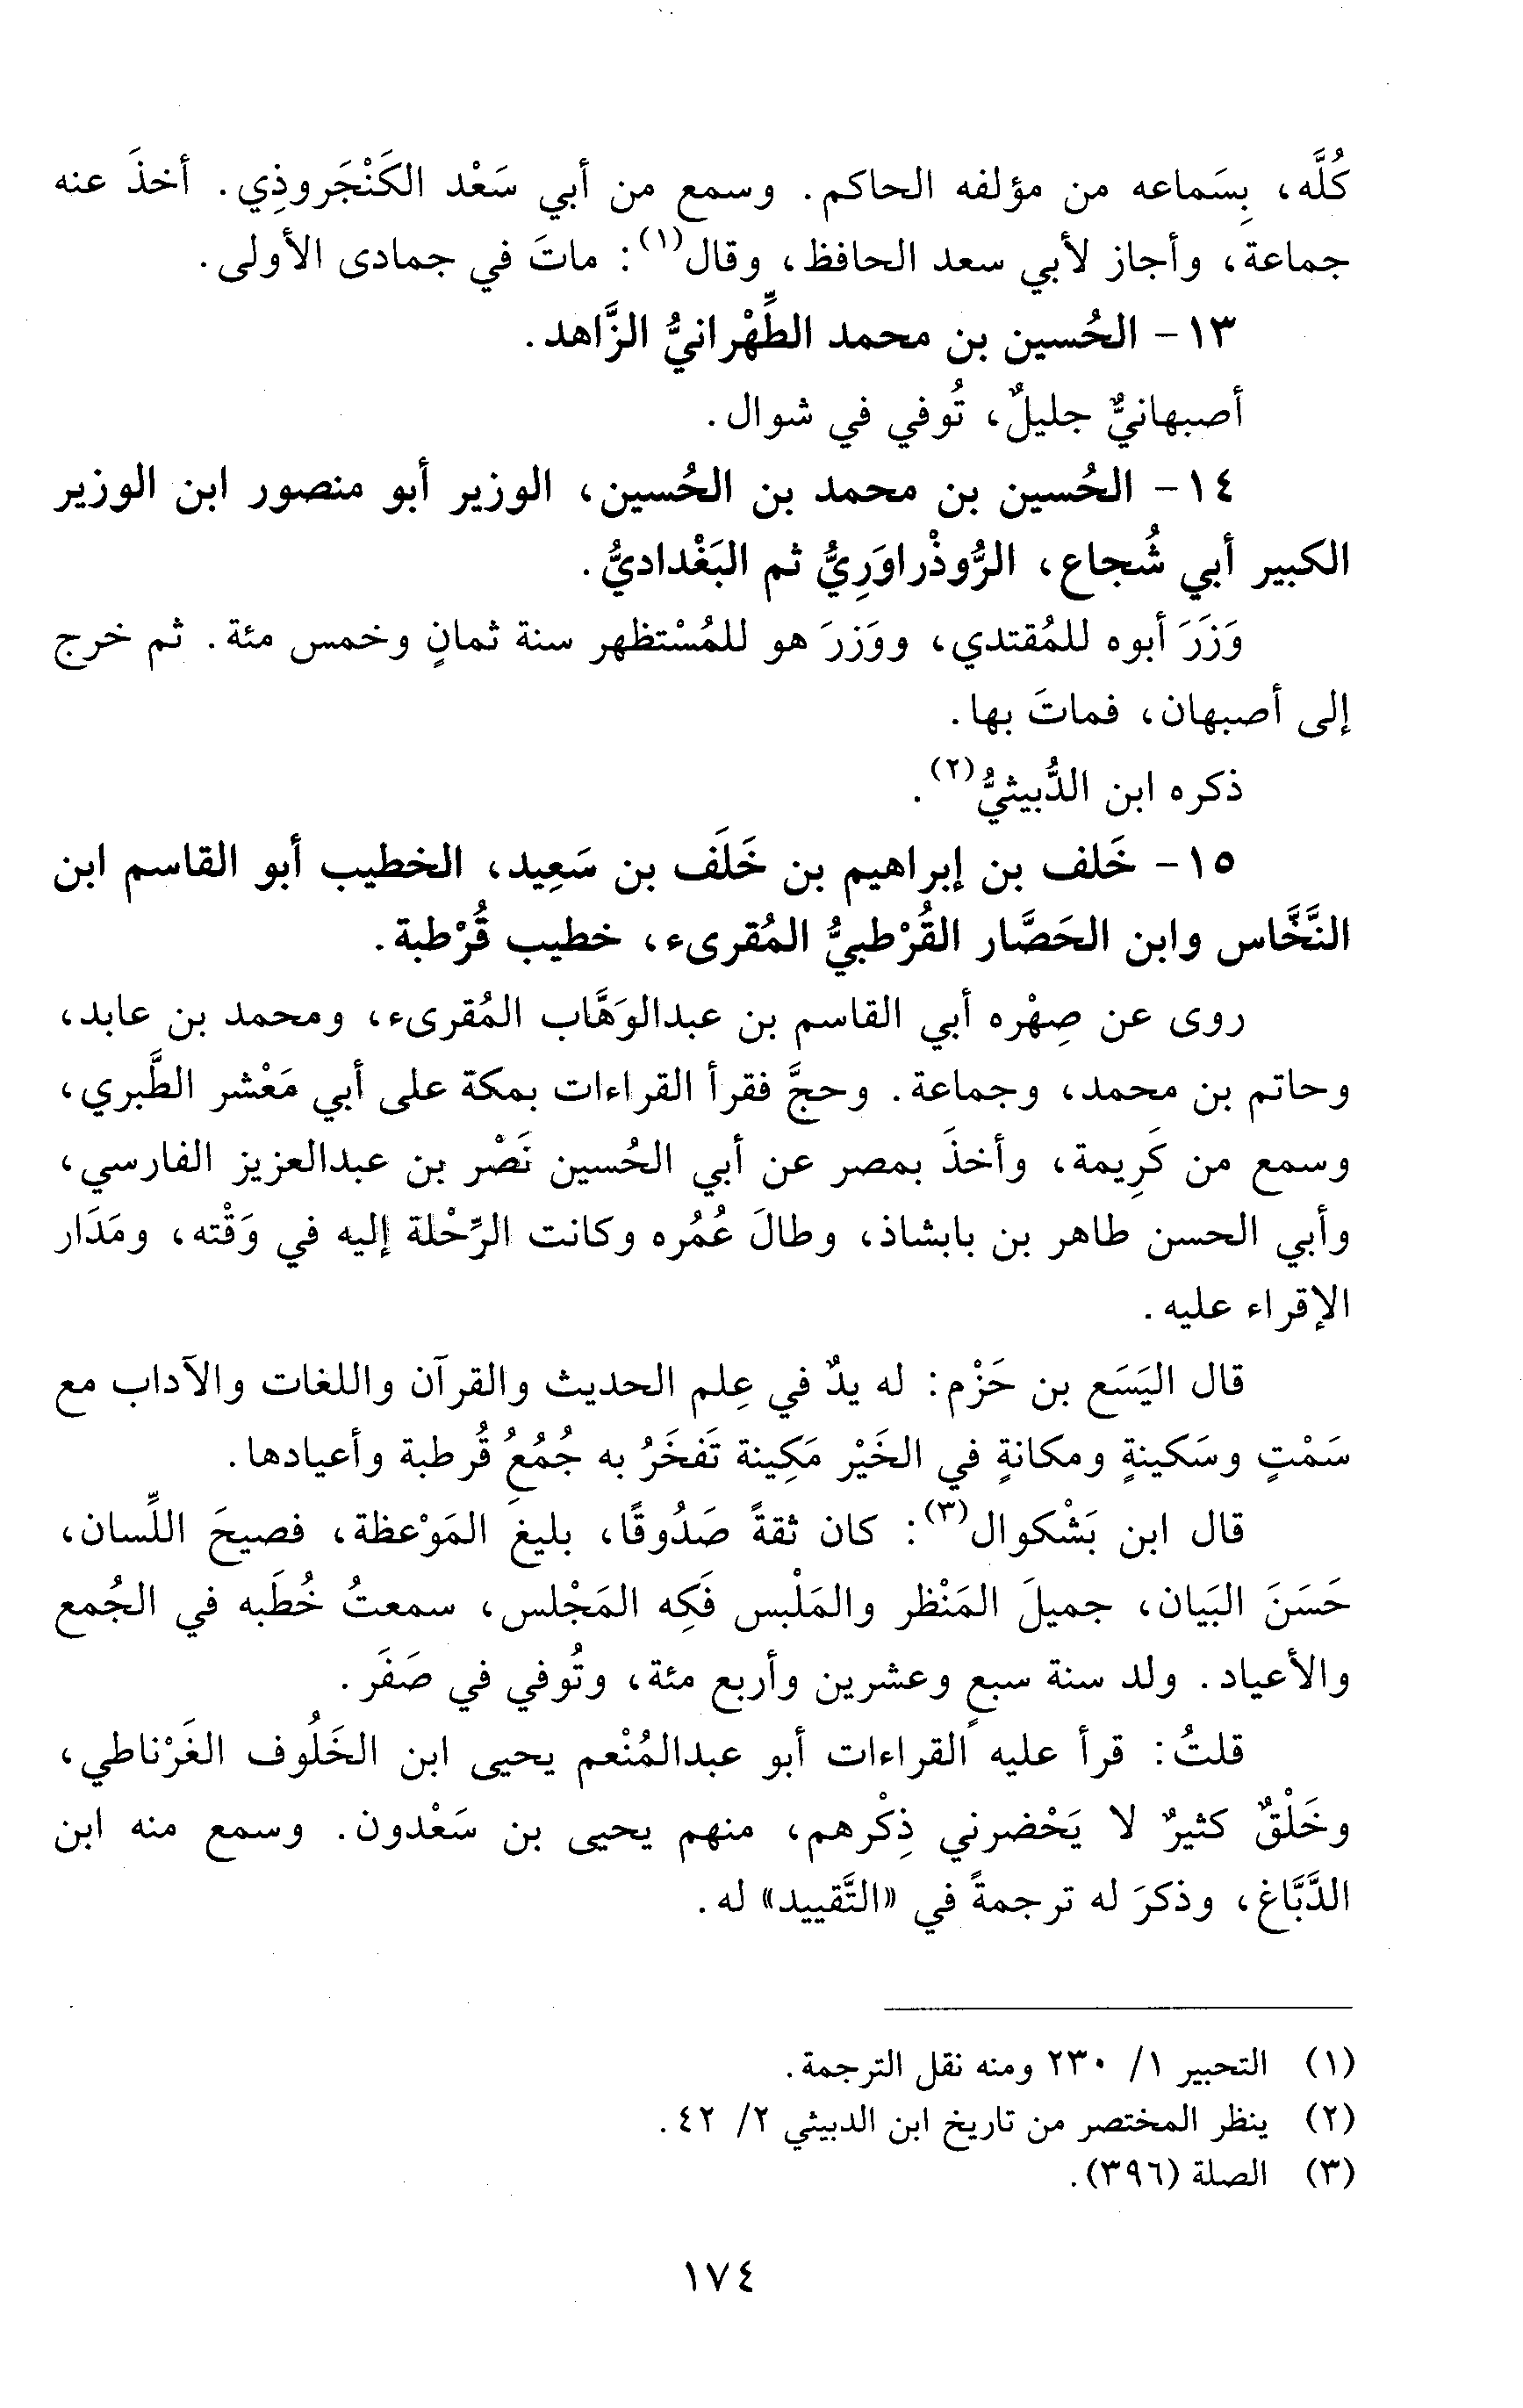 كُلَّه، بِسَماعه من مؤلفه الحاكم. وسمع من أبي سَعْد الكَنْجَروذِي. أخذَ عنه
جماعة، وأجاز لأبي سعد الحافظ، وقال(١): ماتَ في جمادى الأولى.
١٣- الحُسين بن محمد الطِّهْرانيُّ الزَّاهد.
أصبهانيٌّ جليلٌ، تُوفي في شوال.
١٤- الحُسين بن محمد بن الحُسين، الوزير أبو منصور ابن الوزير
الكبير أبي شُجاع، الرُّوذْراوَرِيُّ ثم البَغْداديُّ.
وَزَرَ أبوه للمُقتدي، ووَزرَ هو للمُسْتظهر سنة ثمانٍ وخمس مئة. ثم خرج
إلى أصبهان، فماتَ بها.
ذكره ابن الدُّبيثيُّ(٢).
١٥- خَلف بن إبراهيم بن خَلَف بن سَعِيد، الخطيب أبو القاسم ابن
النَّخَّاس وابن الحَصَّار القُرْطبيُّ المُقرىء، خطيب قُرْطبة.
روى عن صِهْره أبي القاسم بن عبدالوَهَّاب المُقرىء، ومحمد بن عابد،
وحاتم بن محمد، وجماعة. وحجَّ فقرأ القراءات بمكة على أبي مَعْشر الطَّبري،
وسمع من كَرِيمة، وأخذَ بمصر عن أبي الحُسين نَصْر بن عبدالعزيز الفارسي،
وأبي الحسن طاهر بن بابشاذ، وطالَ عُمُره وكانت الرِّحْلة إليه في وَقْته، ومَدَار
الإقراء عليه.
قال اليَسَع بن حَزْم: له يدٌ في عِلم الحديث والقرآن واللغات والآداب مع
سَمْتٍ وسَكينةٍ ومكانةٍ في الخَيْر مَكِينة تَفخَرُ به جُمُعُ قُرطبة وأعيادها.
قال ابن بَشْكوال(٣): كان ثقةً صَدُوقًا، بليغَ المَوْعظة، فصيحَ اللِّسان،
حَسَنَ البَيان، جميلَ المَنْظر والمَلْبس فَكِه المَجْلس، سمعتُ خُطَبه في الجُمع
والأعياد. ولد سنة سبعٍ وعشرين وأربع مئة، وتُوفي في صَفَر.
قلتُ: قرأ عليه القراءات أبو عبدالمُنْعم يحيى ابن الخَلُوف الغَرْناطي،
وخَلْقٌ كثيرٌ لا يَحْضرني ذِكْرهم، منهم يحيى بن سَعْدون. وسمع منه ابن
الدَّبَّاغ، وذكرَ له ترجمةً في «التَّقييد» له.
(١) التحبير ١/ ٢٣٠ ومنه نقل الترجمة.
(٢) ينظر المختصر من تاريخ ابن الدبيثي ٢/ ٤٢.
(٣) الصلة (٣٩٦).
١٧٤